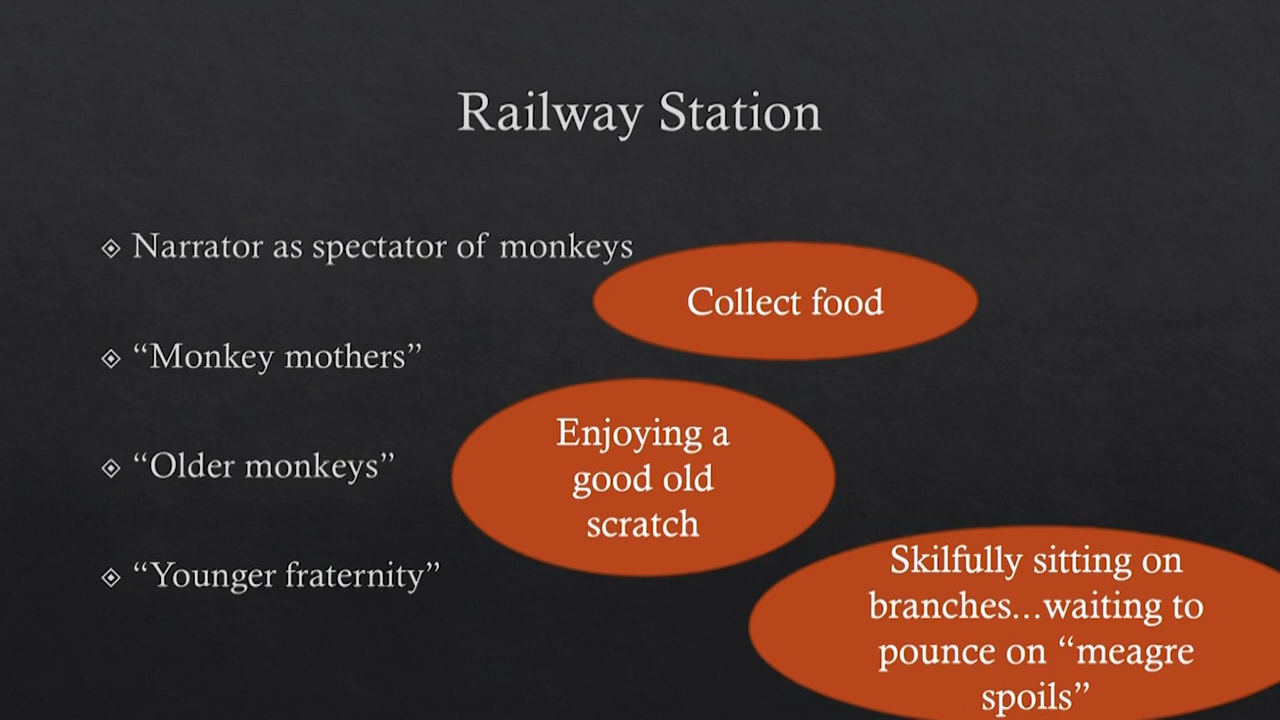 Railway Station
Narrator as spectator of monkeys
Collect food
“Monkey mothers”
Enjoying a
good old
scratch
“Older monkeys”
“Younger fraternity”
Skilfully sitting on
branches...waiting to
pounce on “meagre
spoils”